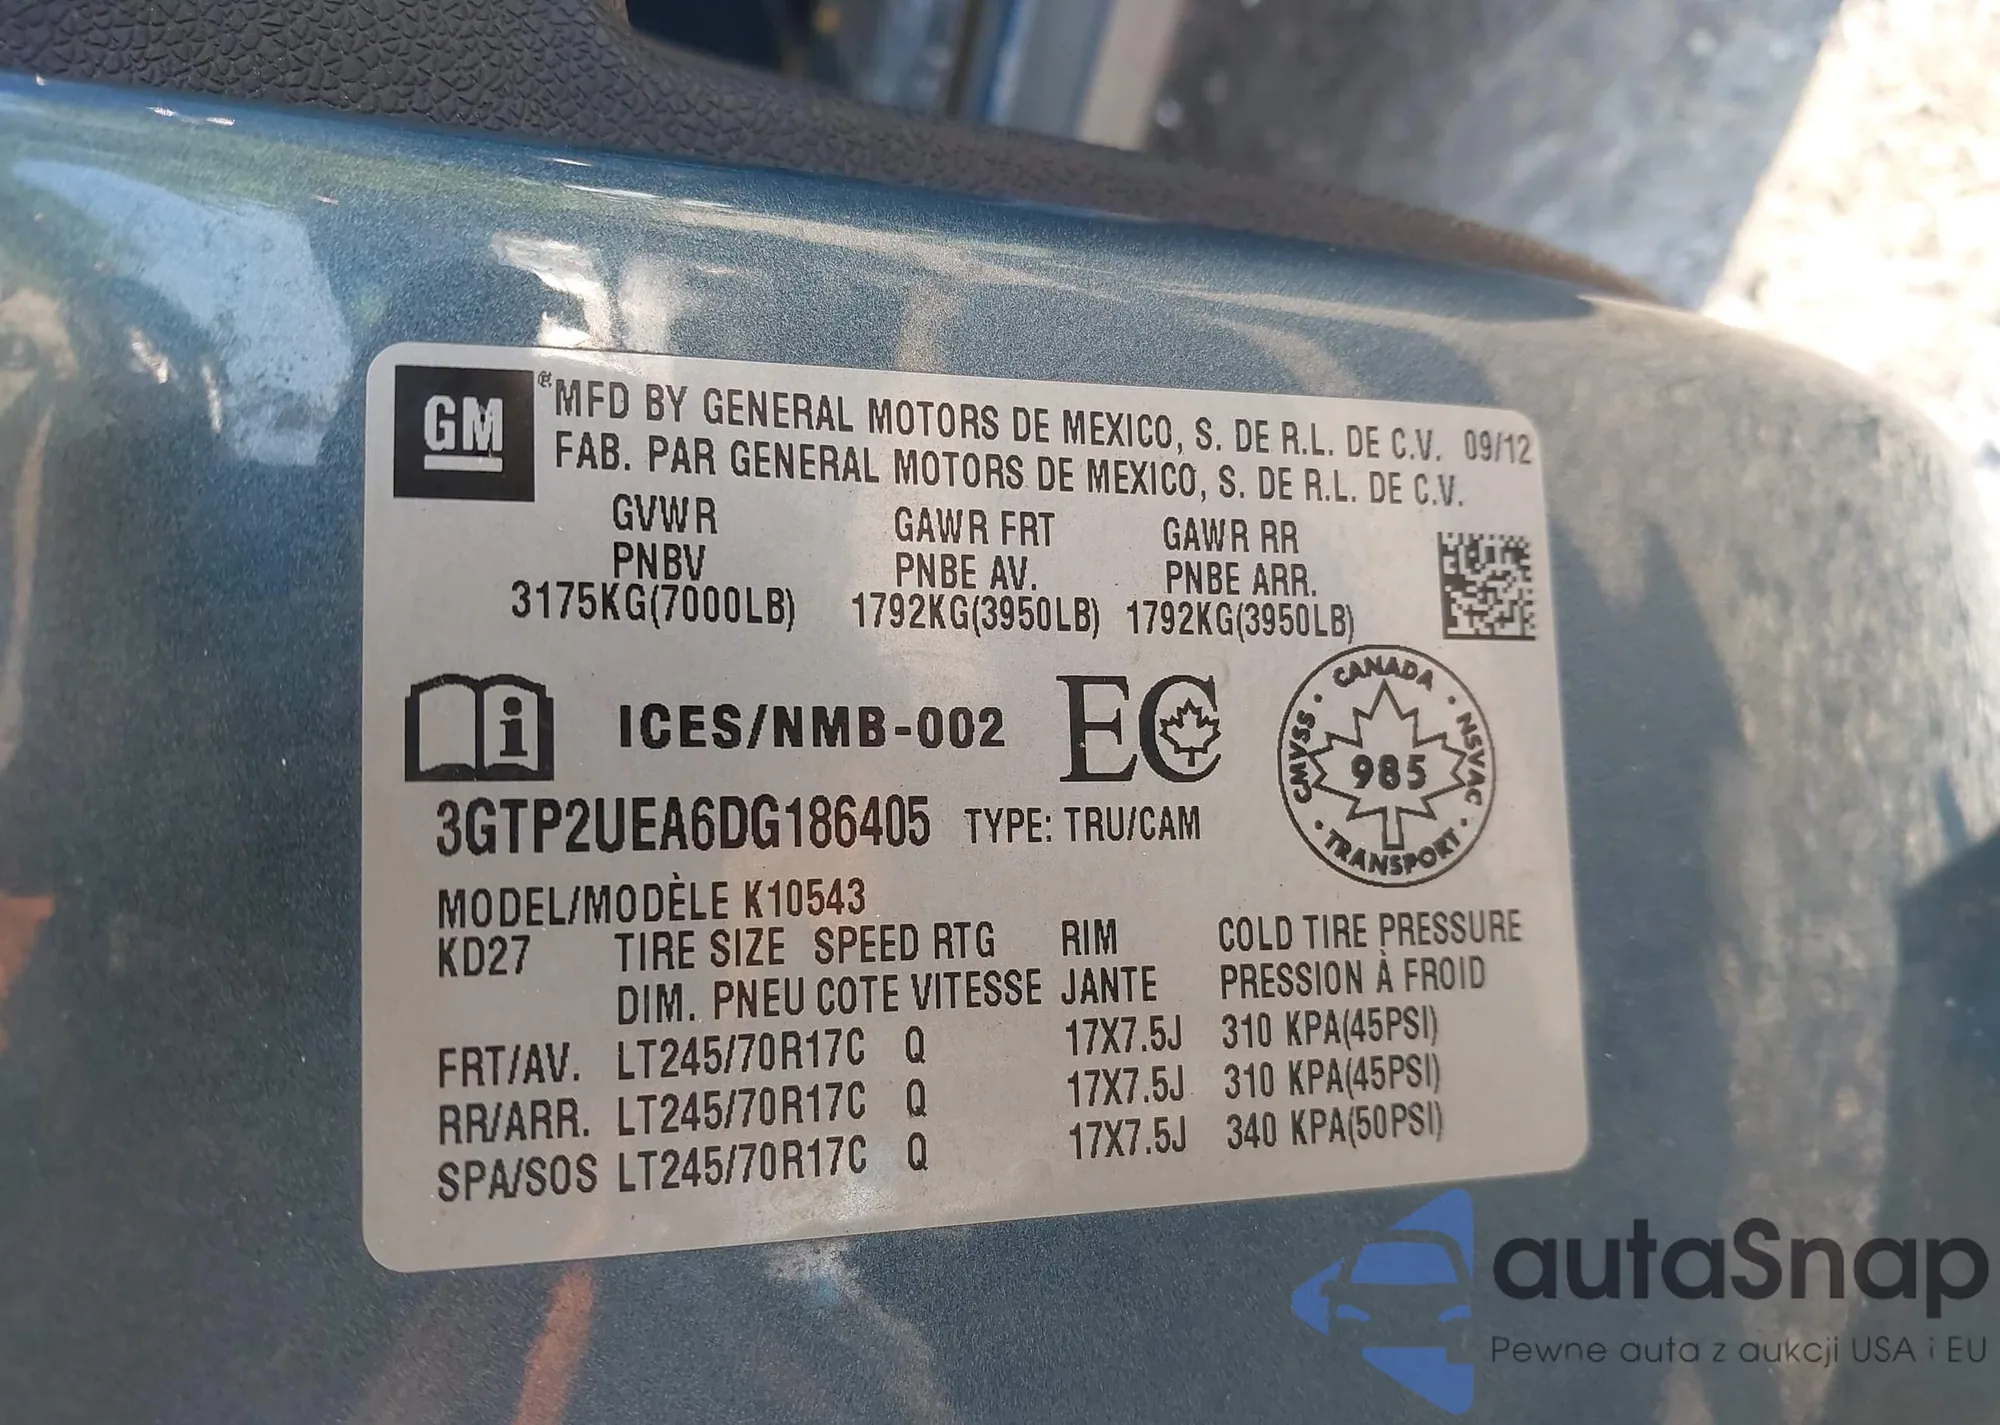 GM
®MFD BY GENERAL MOTORS DE MEXICO, S. DE R.L. DE C.V. 09/12
FAB. PAR GENERAL MOTORS DE MEXICO, S. DE R.L. DE C.V.
GVWR GAWR FRT GAWR RR
PNBV PNBE AV. PNBE ARR.
3175KG(7000LB) 1792KG(3950LB) 1792KG(3950LB)
i ICES/NMB-002 EC
CANADA
CMVSS · NSVAC
985
TRANSPORT
3GTP2UEA6DG186405 TYPE: TRU/CAM
MODEL/MODÈLE K10543
KD27 TIRE SIZE SPEED RTG RIM COLD TIRE PRESSURE
DIM. PNEU COTE VITESSE JANTE PRESSION À FROID
FRT/AV. LT245/70R17C Q 17X7.5J 310 KPA(45PSI)
RR/ARR. LT245/70R17C Q 17X7.5J 310 KPA(45PSI)
SPA/SOS LT245/70R17C Q 17X7.5J 340 KPA(50PSI)
autaSnap
Pewne auta z aukcji USA i EU